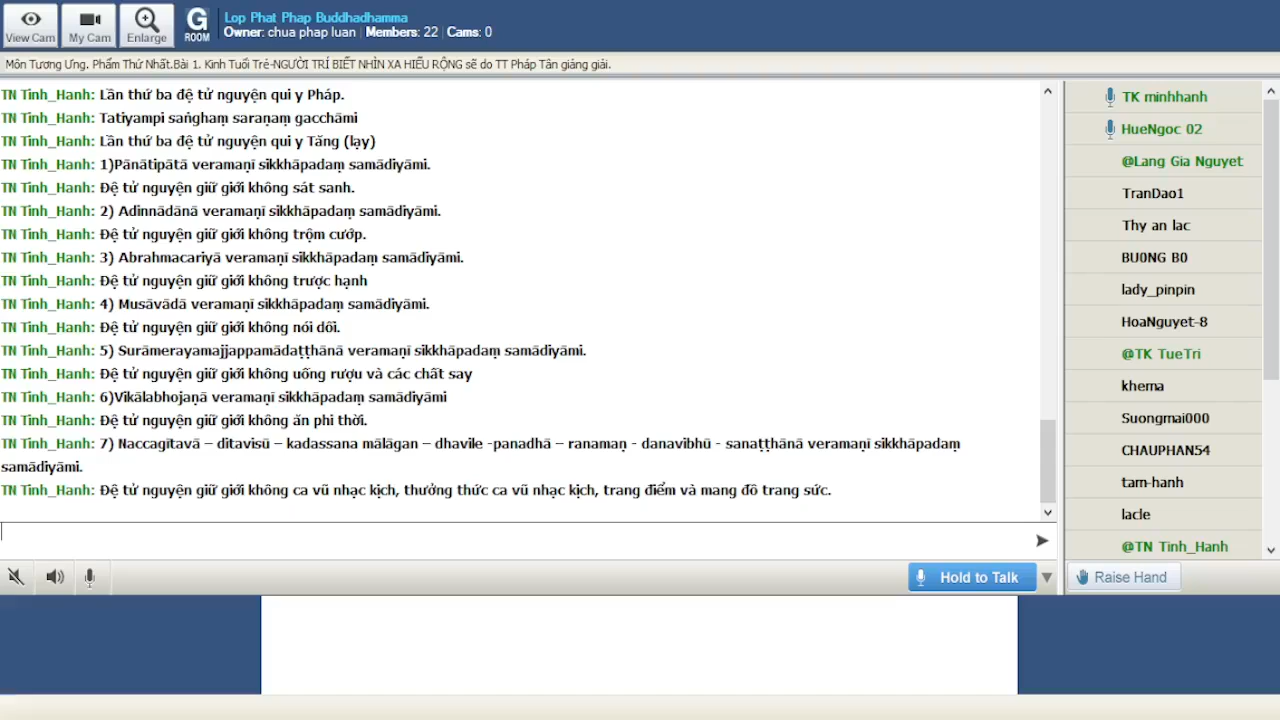 View Cam
My Cam
Enlarge
G
ROOM
Lop Phat Phap Buddhadhamma
Owner: chua phap luan | Members: 22 | Cams: 0
Môn Tương Ưng. Phẩm Thứ Nhất.Bài 1. Kinh Tuổi Trẻ-NGƯỜI TRÍ BIẾT NHÌN XA HIỂU RỘNG sẽ do TT Pháp Tân giảng giải.
TN Tinh_Hanh: Lần thứ ba đệ tử nguyện qui y Pháp.
TN Tinh_Hanh: Tatiyampi saṅghaṃ saraṇaṃ gacchāmi
TN Tinh_Hanh: Lần thứ ba đệ tử nguyện qui y Tăng (lạy)
TN Tinh_Hanh: 1)Pānātipātā veramaṇī sikkhāpadaṃ samādiyāmi.
TN Tinh_Hanh: Đệ tử nguyện giữ giới không sát sanh.
TN Tinh_Hanh: 2) Adinnādānā veramaṇī sikkhāpadaṃ samādiyāmi.
TN Tinh_Hanh: Đệ tử nguyện giữ giới không trộm cướp.
TN Tinh_Hanh: 3) Abrahmacariyā veramaṇī sikkhāpadaṃ samādiyāmi.
TN Tinh_Hanh: Đệ tử nguyện giữ giới không trược hạnh
TN Tinh_Hanh: 4) Musāvādā veramaṇī sikkhāpadaṃ samādiyāmi.
TN Tinh_Hanh: Đệ tử nguyện giữ giới không nói dối.
TN Tinh_Hanh: 5) Surāmerayamajjappamādaṭṭhānā veramaṇī sikkhāpadaṃ samādiyāmi.
TN Tinh_Hanh: Đệ tử nguyện giữ giới không uống rượu và các chất say
TN Tinh_Hanh: 6)Vikālabhojaṇā veramaṇī sikkhāpadaṃ samādiyāmi
TN Tinh_Hanh: Đệ tử nguyện giữ giới không ăn phi thời.
TN Tinh_Hanh: 7) Naccagītavā – ditavisū – kadassana mālāgan – dhavile -panadhā – ranamaṇ - danavibhū - sanaṭṭhānā veramaṇī sikkhāpadaṃ
samādiyāmi.
TN Tinh_Hanh: Đệ tử nguyện giữ giới không ca vũ nhạc kịch, thưởng thức ca vũ nhạc kịch, trang điểm và mang đồ trang sức.
Hold to Talk
TK minhhanh
HueNgoc 02
@Lang Gia Nguyet
TranDao1
Thy an lac
BU0NG B0
lady_pinpin
HoaNguyet-8
@TK TueTri
khema
Suongmai000
CHAUPHAN54
tam-hanh
lacle
@TN Tinh_Hanh
Raise Hand